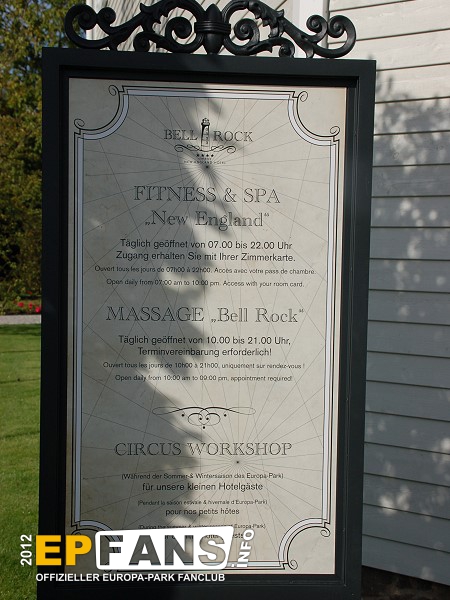 BELL ROCK
FITNESS & SPA
„New England“
Täglich geöffnet von 07.00 bis 22.00 Uhr
Zugang erhalten Sie mit Ihrer Zimmerkarte.
Ouvert tous les jours de 07h00 à 22h00. Accès avec votre pass de chambre.
Open daily from 07:00 am to 10:00 pm. Access with your room card.
MASSAGE „Bell Rock“
Täglich geöffnet von 10.00 bis 21.00 Uhr,
Terminvereinbarung erforderlich!
Ouvert tous les jours de 10h00 à 21h00, uniquement sur rendez-vous !
Open daily from 10:00 am to 09:00 pm, appointment required!
CIRCUS WORKSHOP
(Während der Sommer-& Wintersaison des Europa-Park)
für unsere kleinen Hotelgäste
(Pendant la saison estivale & hivernale d'Europa-Park)
pour nos petits hôtes
(During the Europa-Park)
2012 EPFANS.INFO
OFFIZIELLER EUROPA-PARK FANCLUB